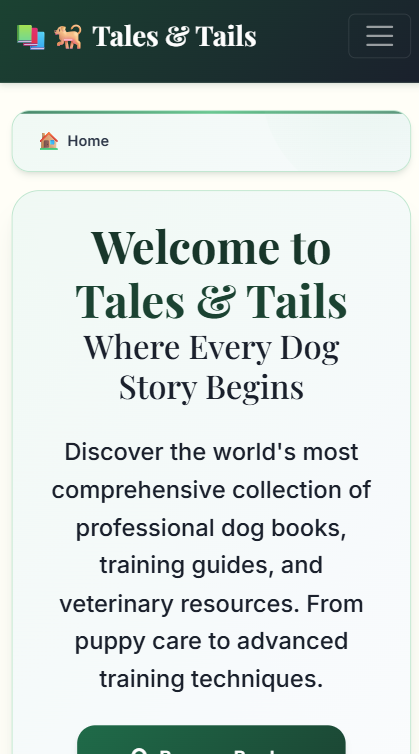 Tales & Tails
Home
Welcome to
Tales & Tails
Where Every Dog
Story Begins
Discover the world's most
comprehensive collection of
professional dog books,
training guides, and
veterinary resources. From
puppy care to advanced
training techniques.